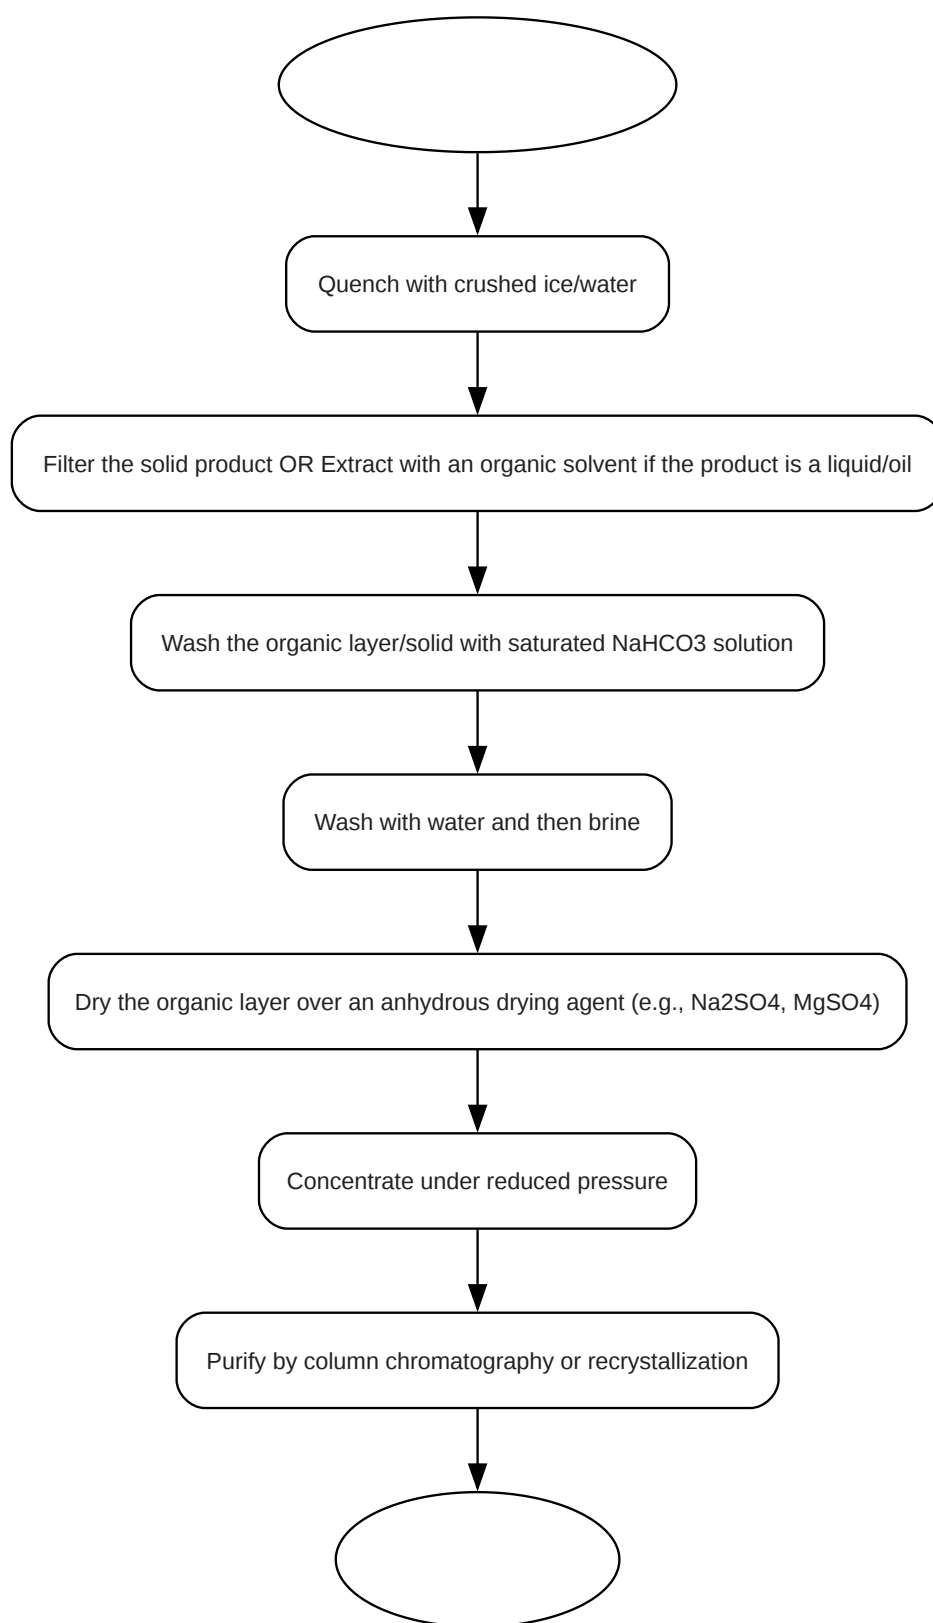 Quench with crushed ice/water
Filter the solid product OR Extract with an organic solvent if the product is a liquid/oil
Wash the organic layer/solid with saturated NaHCO3 solution
Wash with water and then brine
Dry the organic layer over an anhydrous drying agent (e.g., Na2SO4, MgSO4)
Concentrate under reduced pressure
Purify by column chromatography or recrystallization